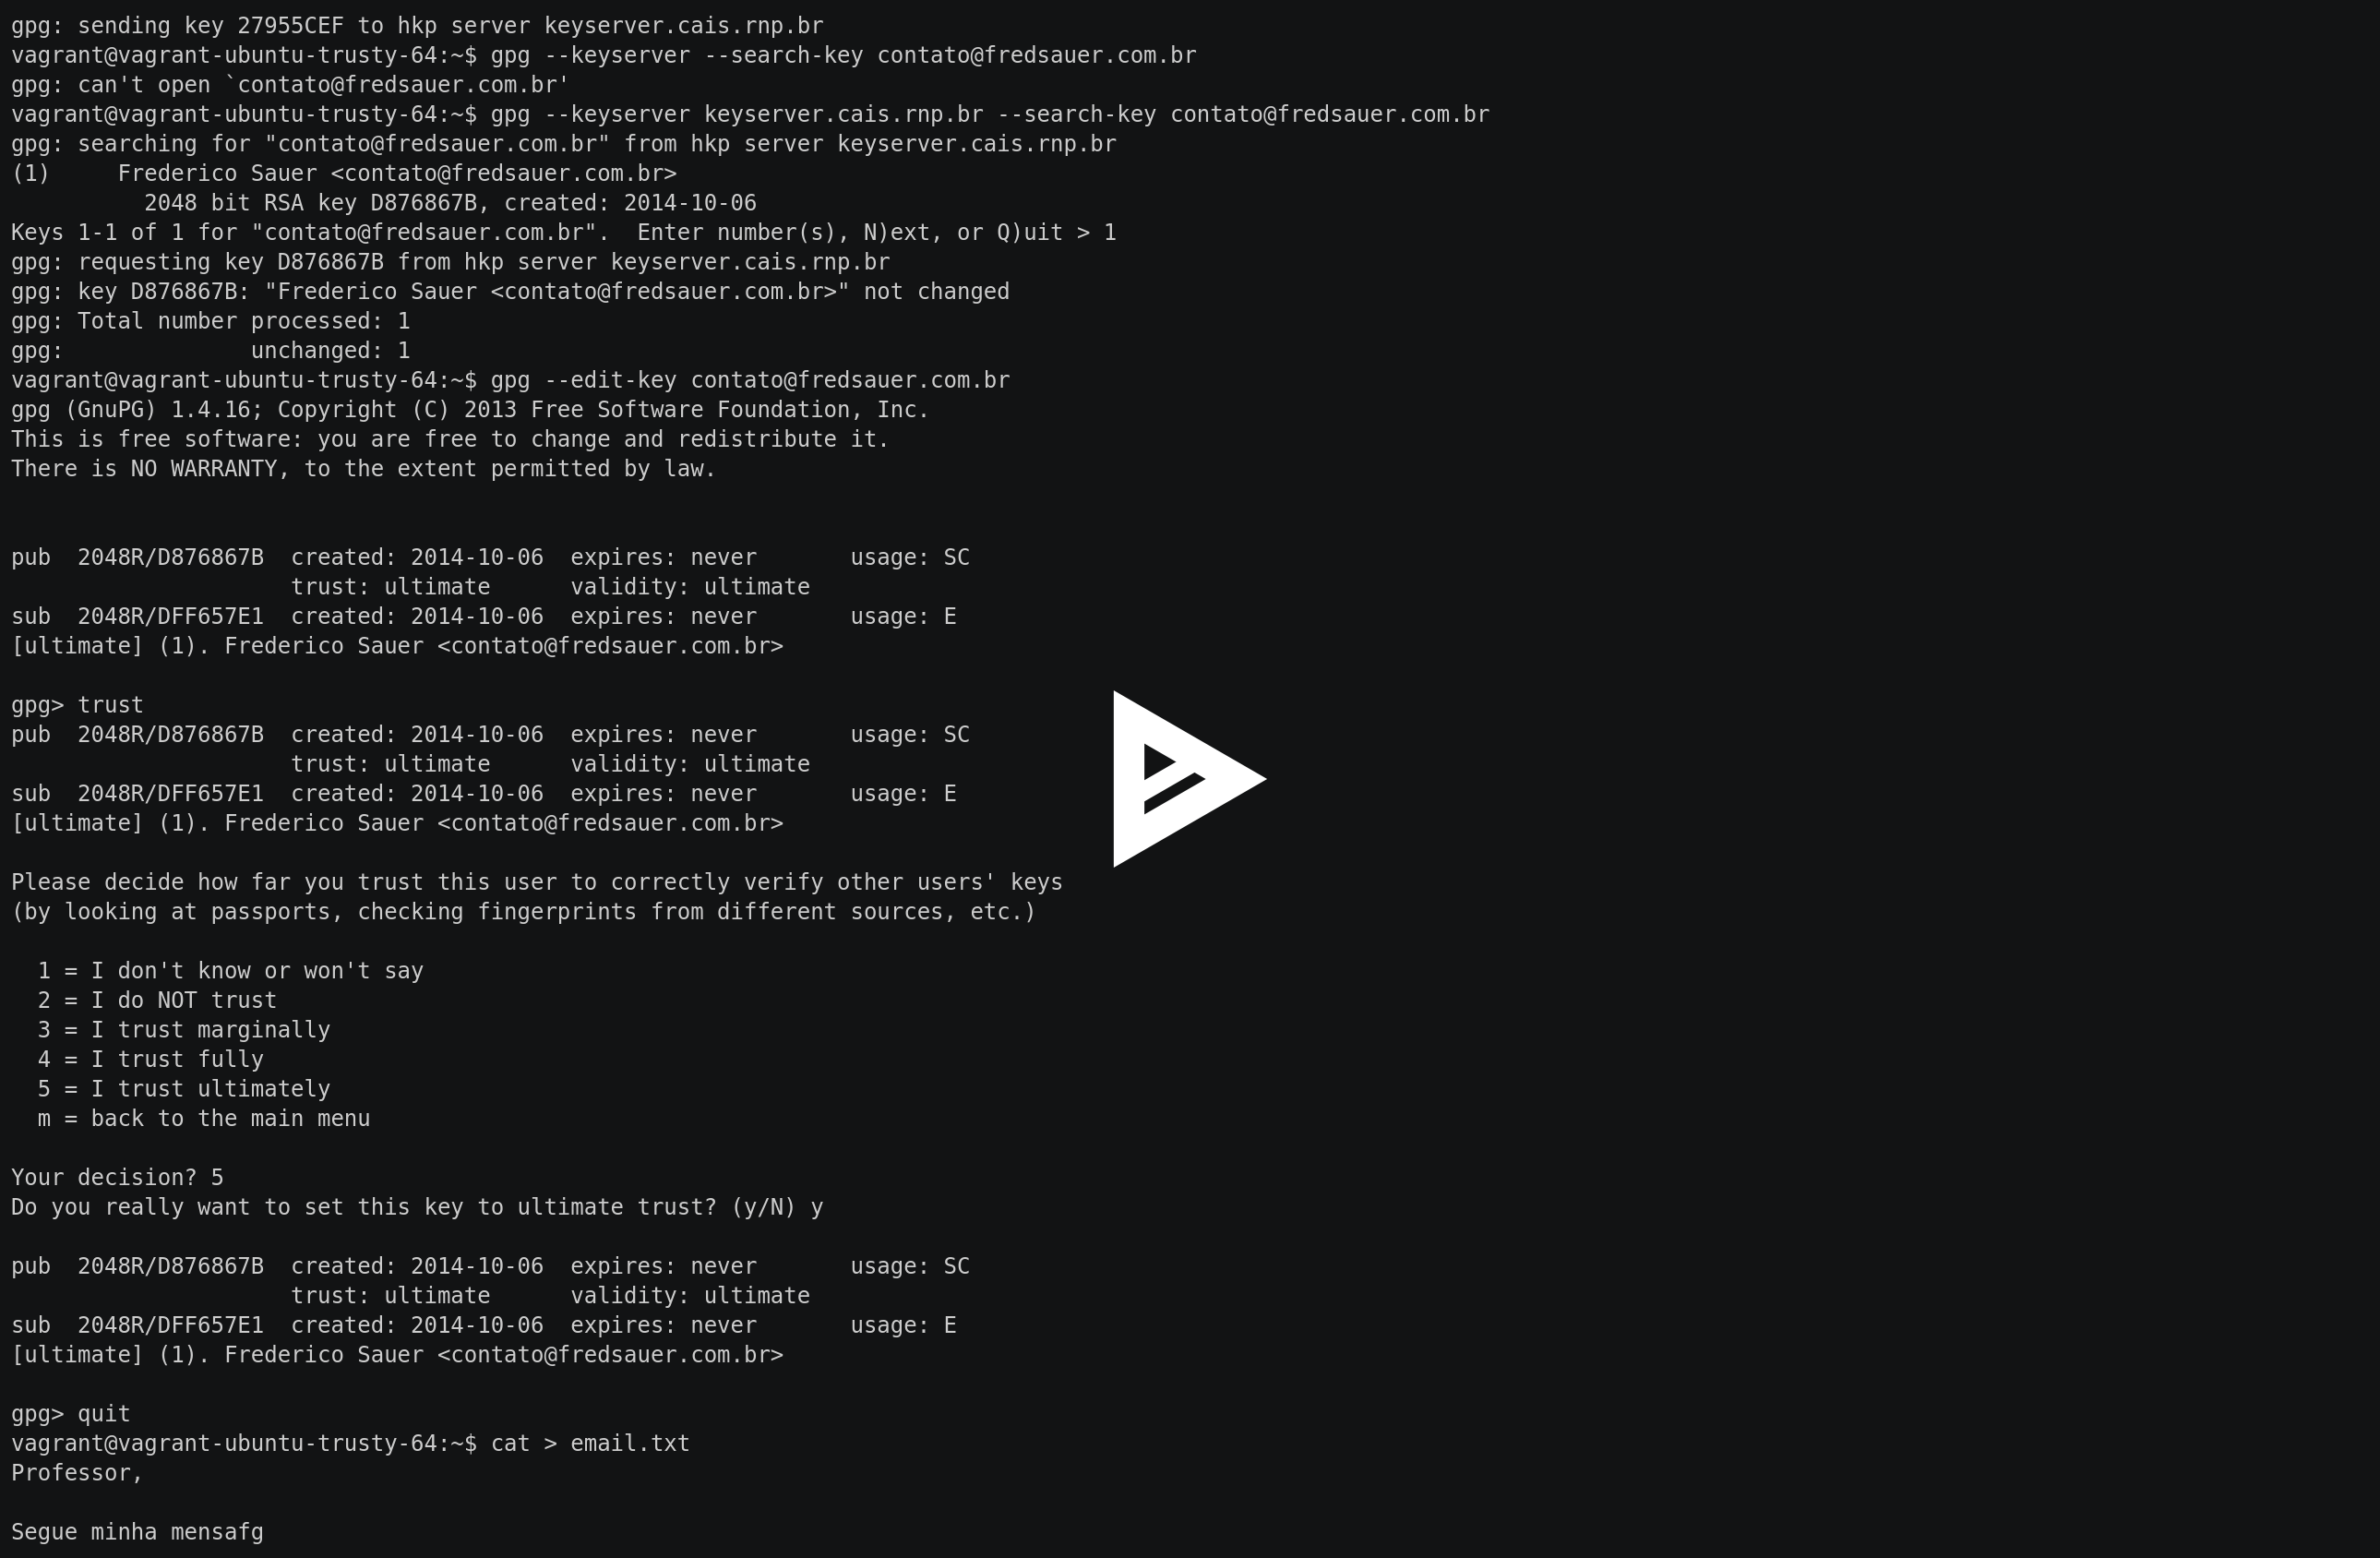 gpg: sending key 27955CEF to hkp server keyserver.cais.rnp.br
vagrant@vagrant-ubuntu-trusty-64:~$ gpg --keyserver --search-key contato@fredsauer.com.br
gpg: can't open `contato@fredsauer.com.br'
vagrant@vagrant-ubuntu-trusty-64:~$ gpg --keyserver keyserver.cais.rnp.br --search-key contato@fredsauer.com.br
gpg: searching for "contato@fredsauer.com.br" from hkp server keyserver.cais.rnp.br
(1)     Frederico Sauer <contato@fredsauer.com.br>
          2048 bit RSA key D876867B, created: 2014-10-06
Keys 1-1 of 1 for "contato@fredsauer.com.br".  Enter number(s), N)ext, or Q)uit > 1
gpg: requesting key D876867B from hkp server keyserver.cais.rnp.br
gpg: key D876867B: "Frederico Sauer <contato@fredsauer.com.br>" not changed
gpg: Total number processed: 1
gpg:              unchanged: 1
vagrant@vagrant-ubuntu-trusty-64:~$ gpg --edit-key contato@fredsauer.com.br
gpg (GnuPG) 1.4.16; Copyright (C) 2013 Free Software Foundation, Inc.
This is free software: you are free to change and redistribute it.
There is NO WARRANTY, to the extent permitted by law.

pub  2048R/D876867B  created: 2014-10-06  expires: never       usage: SC
                     trust: ultimate      validity: ultimate
sub  2048R/DFF657E1  created: 2014-10-06  expires: never       usage: E
[ultimate] (1). Frederico Sauer <contato@fredsauer.com.br>

gpg> trust
pub  2048R/D876867B  created: 2014-10-06  expires: never       usage: SC
                     trust: ultimate      validity: ultimate
sub  2048R/DFF657E1  created: 2014-10-06  expires: never       usage: E
[ultimate] (1). Frederico Sauer <contato@fredsauer.com.br>

Please decide how far you trust this user to correctly verify other users' keys
(by looking at passports, checking fingerprints from different sources, etc.)

  1 = I don't know or won't say
  2 = I do NOT trust
  3 = I trust marginally
  4 = I trust fully
  5 = I trust ultimately
  m = back to the main menu

Your decision? 5
Do you really want to set this key to ultimate trust? (y/N) y

pub  2048R/D876867B  created: 2014-10-06  expires: never       usage: SC
                     trust: ultimate      validity: ultimate
sub  2048R/DFF657E1  created: 2014-10-06  expires: never       usage: E
[ultimate] (1). Frederico Sauer <contato@fredsauer.com.br>

gpg> quit
vagrant@vagrant-ubuntu-trusty-64:~$ cat > email.txt
Professor,

Segue minha mensafg